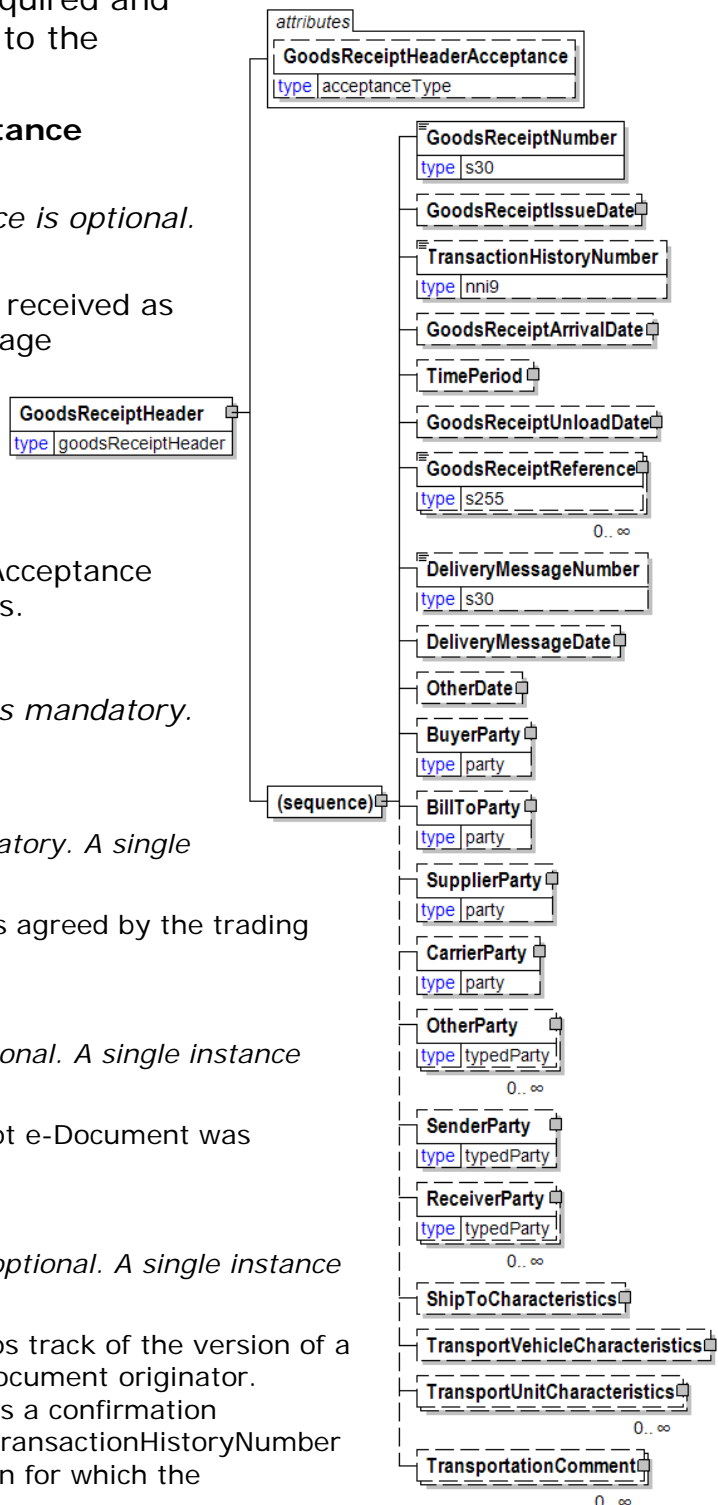 quired and
to the
tance
ce is optional.
received as
age
Acceptance
s.
s mandatory.
atory. A single
s agreed by the trading
onal. A single instance
ot e-Document was
optional. A single instance
os track of the version of a
ocument originator.
s a confirmation
TransactionHistoryNumber
n for which the
GoodsReceiptHeader
type goodsReceiptHeader
attributes
GoodsReceiptHeaderAcceptance
type acceptanceType
(sequence)
GoodsReceiptNumber
type s30
GoodsReceiptIssueDate
TransactionHistoryNumber
type nni9
GoodsReceiptArrivalDate
TimePeriod
GoodsReceiptUnloadDate
GoodsReceiptReference
type s255
0.. ∞
DeliveryMessageNumber
type s30
DeliveryMessageDate
OtherDate
BuyerParty
type party
BillToParty
type party
SupplierParty
type party
CarrierParty
type party
OtherParty
type typedParty
0.. ∞
SenderParty
type typedParty
ReceiverParty
type typedParty
0.. ∞
ShipToCharacteristics
TransportVehicleCharacteristics
TransportUnitCharacteristics
0.. ∞
TransportationComment
0.. ∞